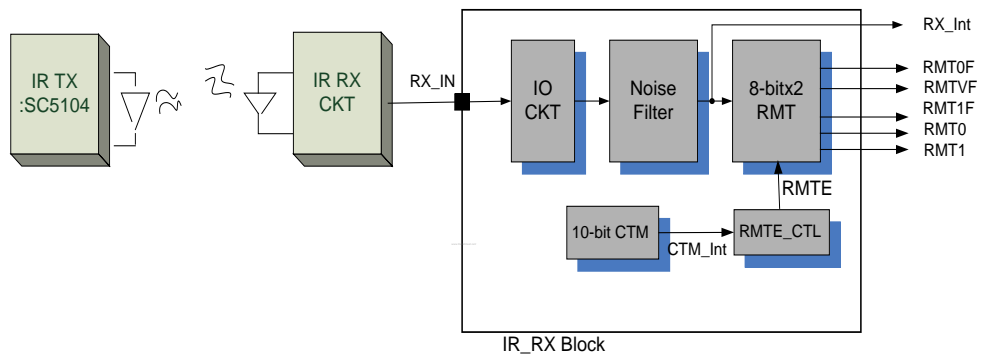 IR TX
:SC5104
IR RX
CKT
RX_IN
IO
CKT
Noise
Filter
8-bitx2
RMT
RX_Int
RMT0F
RMTVF
RMT1F
RMT0
RMT1
RMTE
10-bit CTM
CTM_Int
RMTE_CTL
IR_RX Block